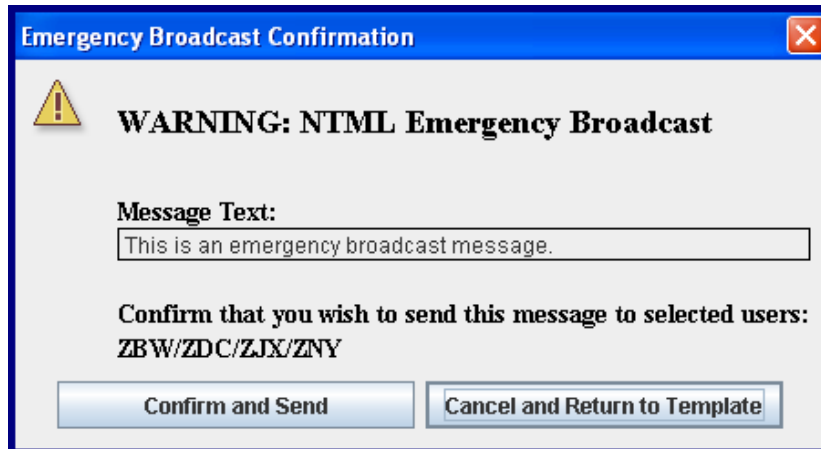 Emergency Broadcast Confirmation
WARNING: NTML Emergency Broadcast
Message Text:
This is an emergency broadcast message.
Confirm that you wish to send this message to selected users:
ZBW/ZDC/ZJX/ZNY
Confirm and Send
Cancel and Return to Template